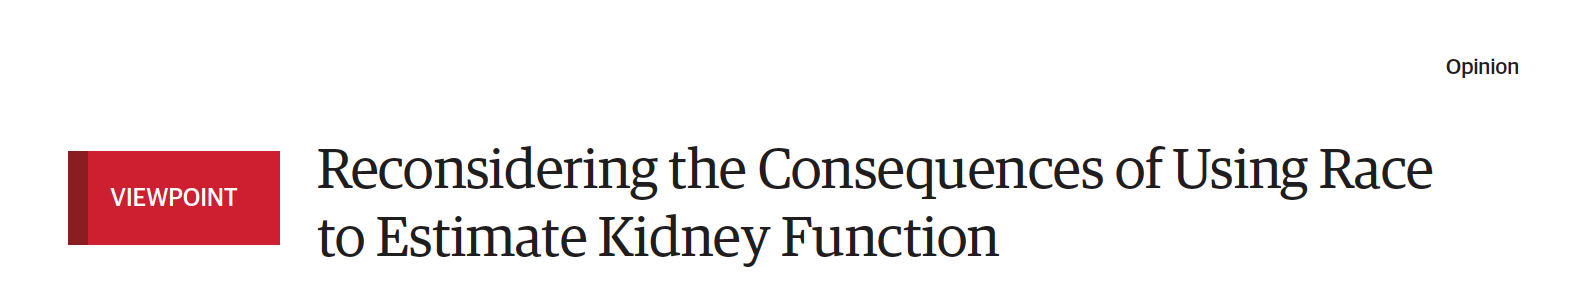 Opinion
VIEWPOINT
Reconsidering the Consequences of Using Race
to Estimate Kidney Function